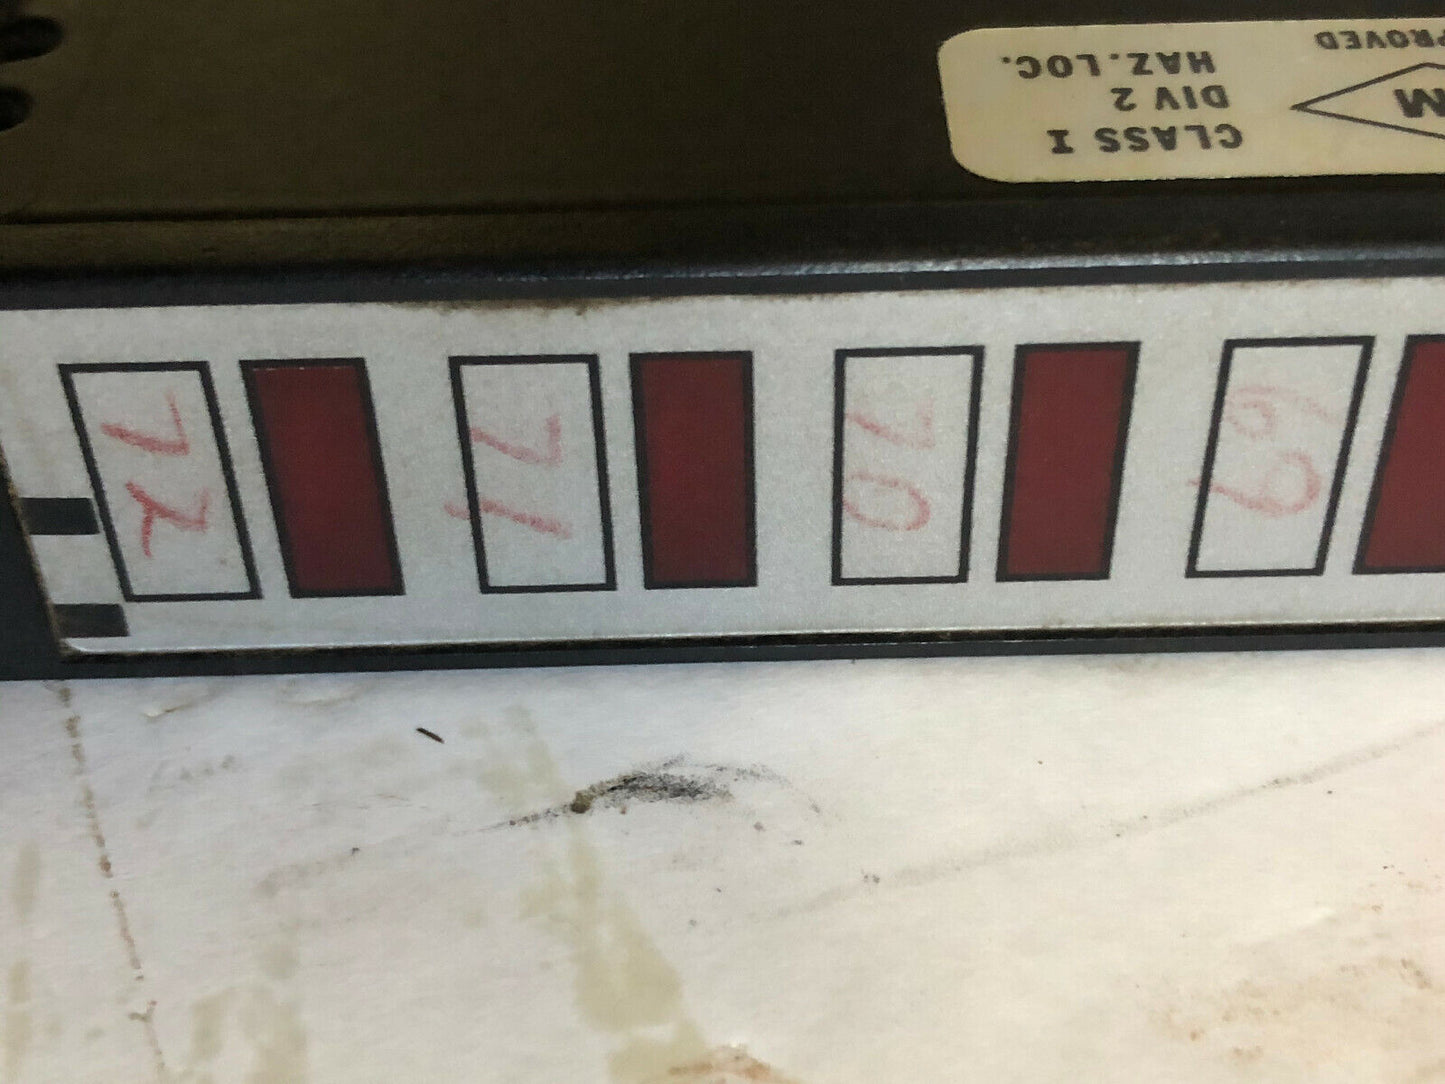 CLASS I
DIV 2
HAZ.LOC.
M
PROVED
69
70
71
72